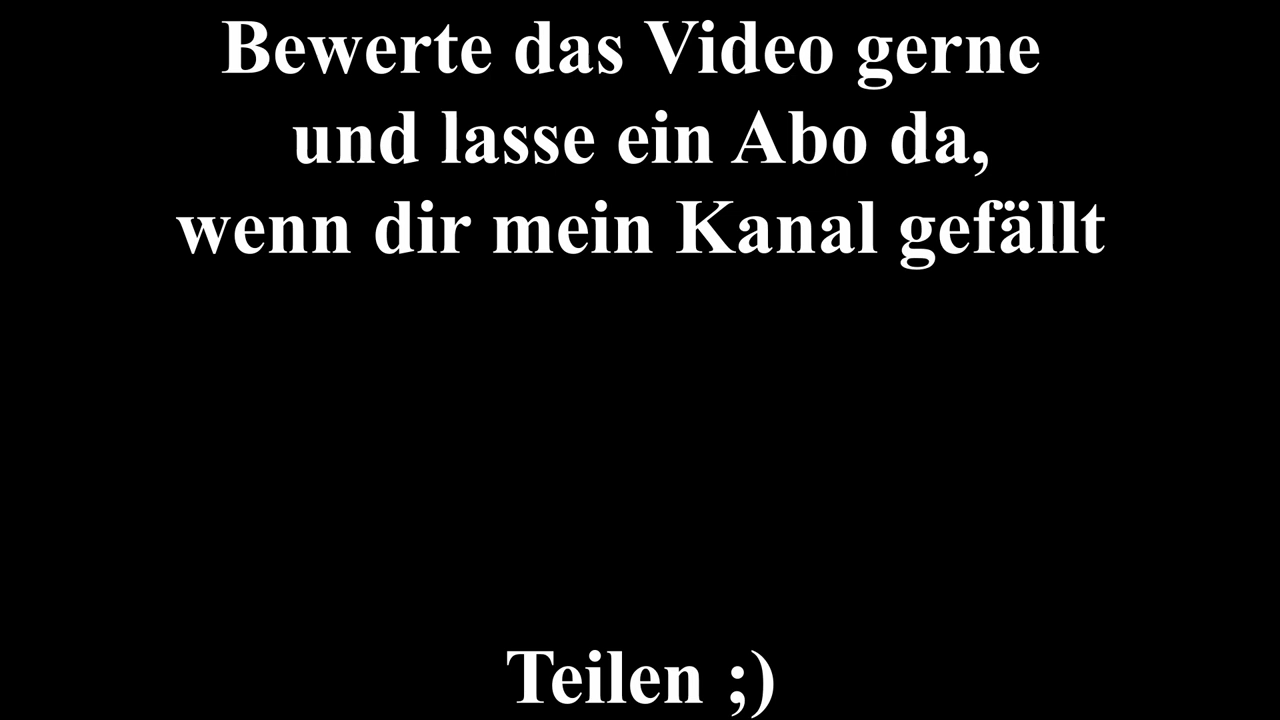 Bewerte das Video gerne
und lasse ein Abo da,
wenn dir mein Kanal gefällt
Teilen ;)